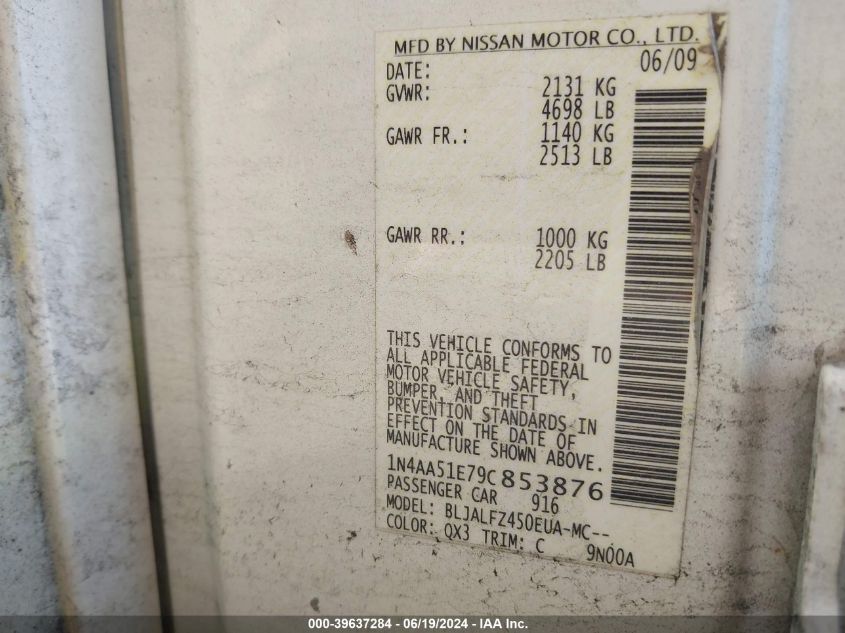 MFD BY NISSAN MOTOR CO., LTD.
DATE: 06/09
GVWR: 2131 KG
4698 LB
GAWR FR.: 1140 KG
2513 LB
GAWR RR.: 1000 KG
2205 LB
THIS VEHICLE CONFORMS TO
ALL APPLICABLE FEDERAL
MOTOR VEHICLE SAFETY,
BUMPER, AND THEFT
PREVENTION STANDARDS IN
EFFECT ON THE DATE OF
MANUFACTURE SHOWN ABOVE.
1N4AA51E79C853876
PASSENGER CAR 916
MODEL: BLJALFZ450EUA-MC--
COLOR: QX3 TRIM: C 9N00A
000-39637284 - 06/19/2024 - IAA Inc.